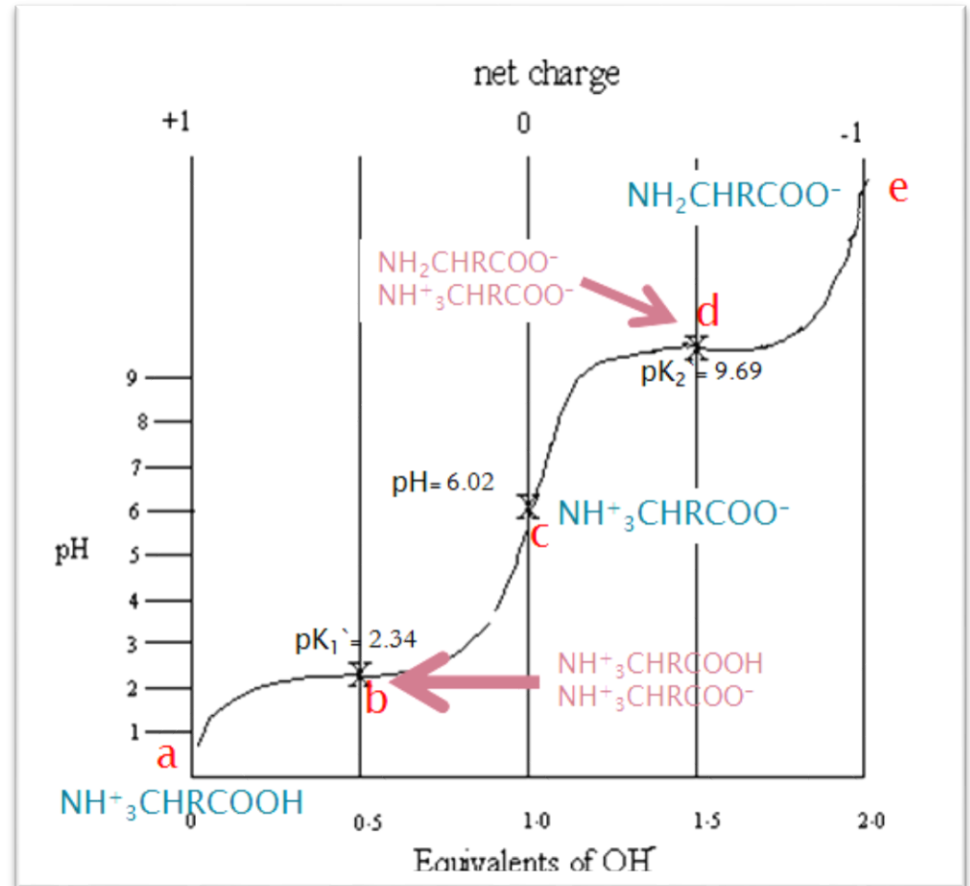 net charge
+1
0
-1
NH₂CHRCOO⁻
e
NH₂CHRCOO⁻
NH⁺₃CHRCOO⁻
d
pK₂ = 9.69
9
8
7
pH= 6.02
6
NH⁺₃CHRCOO⁻
c
pH
5
4
3
pK₁`= 2.34
NH⁺₃CHRCOOH
NH⁺₃CHRCOO⁻
2
b
1
a
NH⁺₃CHRCOOH
0
0·5
1·0
1·5
2·0
Equivalents of OH⁻